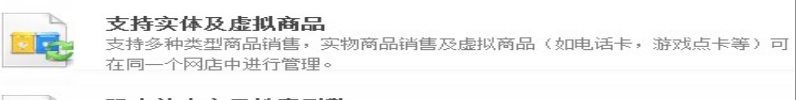 支持实体及虚拟商品
支持多种类型商品销售，实物商品销售及虚拟商品（如电话卡，游戏点卡等）可
在同一个网店中进行管理。